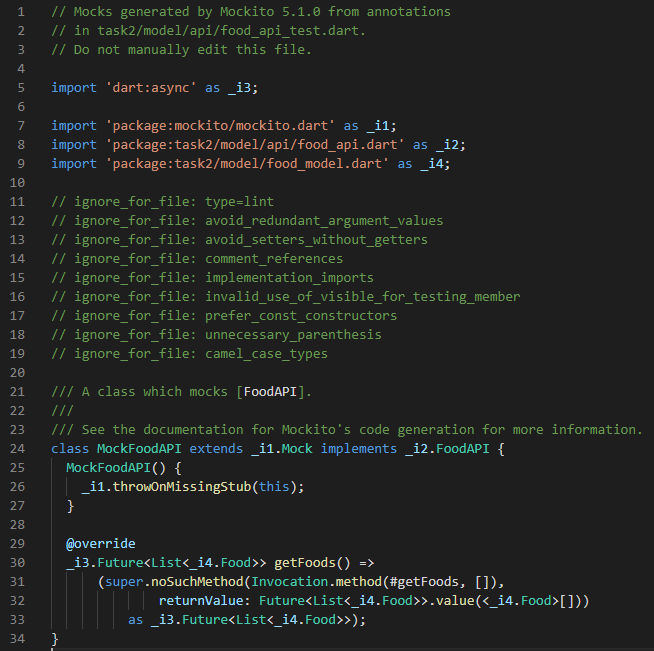 1 // Mocks generated by Mockito 5.1.0 from annotations
2 // in task2/model/api/food_api_test.dart.
3 // Do not manually edit this file.
4
5 import 'dart:async' as _i3;
6
7 import 'package:mockito/mockito.dart' as _i1;
8 import 'package:task2/model/api/food_api.dart' as _i2;
9 import 'package:task2/model/food_model.dart' as _i4;
10
11 // ignore_for_file: type=lint
12 // ignore_for_file: avoid_redundant_argument_values
13 // ignore_for_file: avoid_setters_without_getters
14 // ignore_for_file: comment_references
15 // ignore_for_file: implementation_imports
16 // ignore_for_file: invalid_use_of_visible_for_testing_member
17 // ignore_for_file: prefer_const_constructors
18 // ignore_for_file: unnecessary_parenthesis
19 // ignore_for_file: camel_case_types
20
21 /// A class which mocks [FoodAPI].
22 ///
23 /// See the documentation for Mockito's code generation for more information.
24 class MockFoodAPI extends _i1.Mock implements _i2.FoodAPI {
25   MockFoodAPI() {
26     _i1.throwOnMissingStub(this);
27   }
28
29   @override
30   _i3.Future<List<_i4.Food>> getFoods() =>
31       (super.noSuchMethod(Invocation.method(#getFoods, []),
32               returnValue: Future<List<_i4.Food>>.value(<_i4.Food>[]))
33           as _i3.Future<List<_i4.Food>>);
34 }